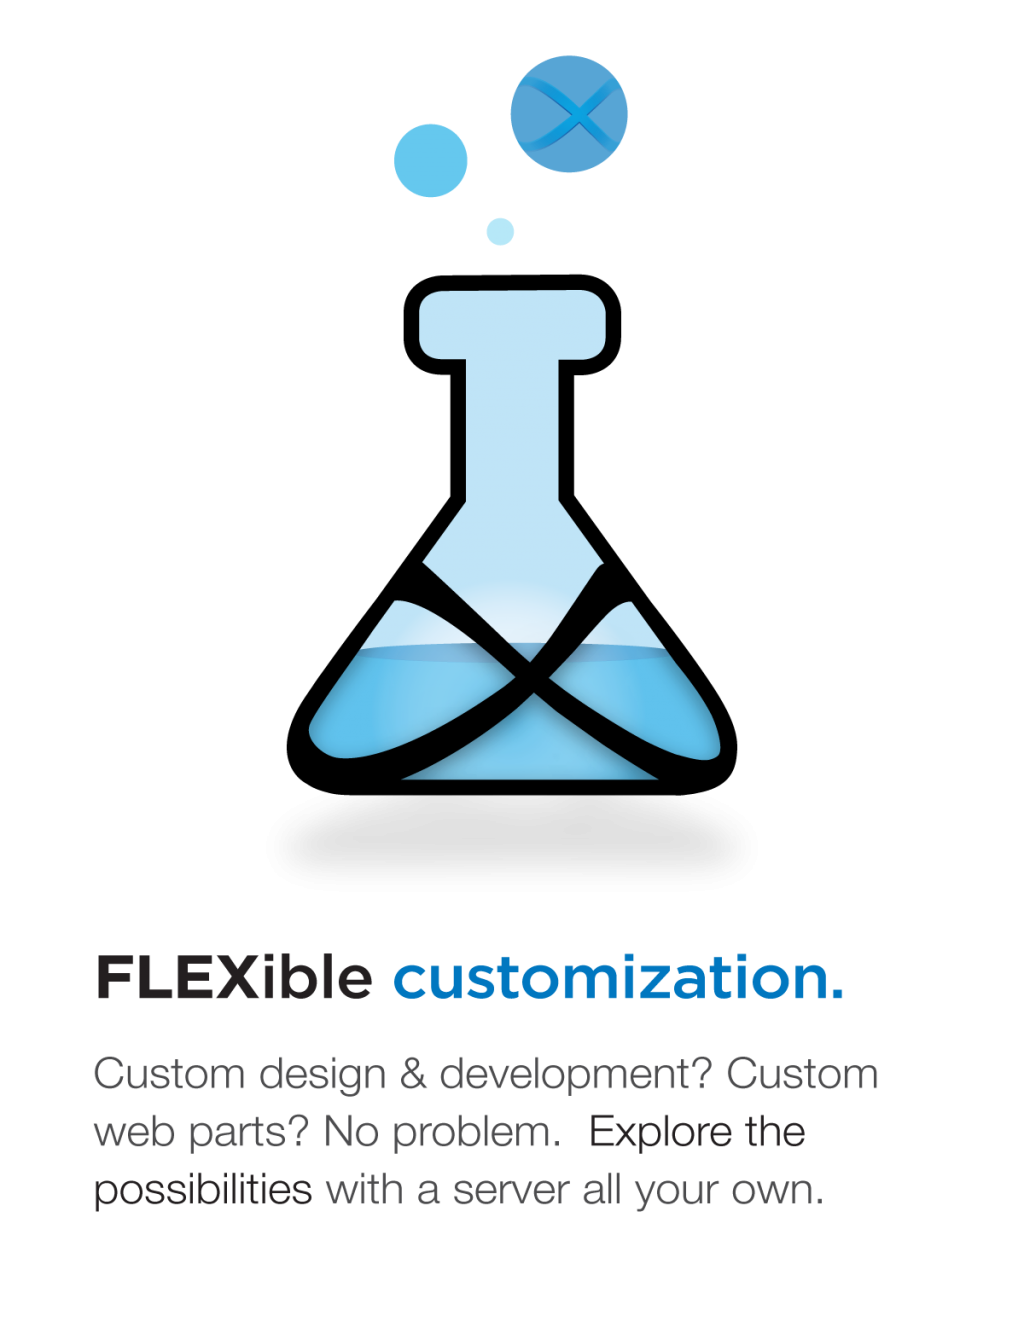 FLEXible customization.
Custom design & development? Custom
web parts? No problem. Explore the
possibilities with a server all your own.